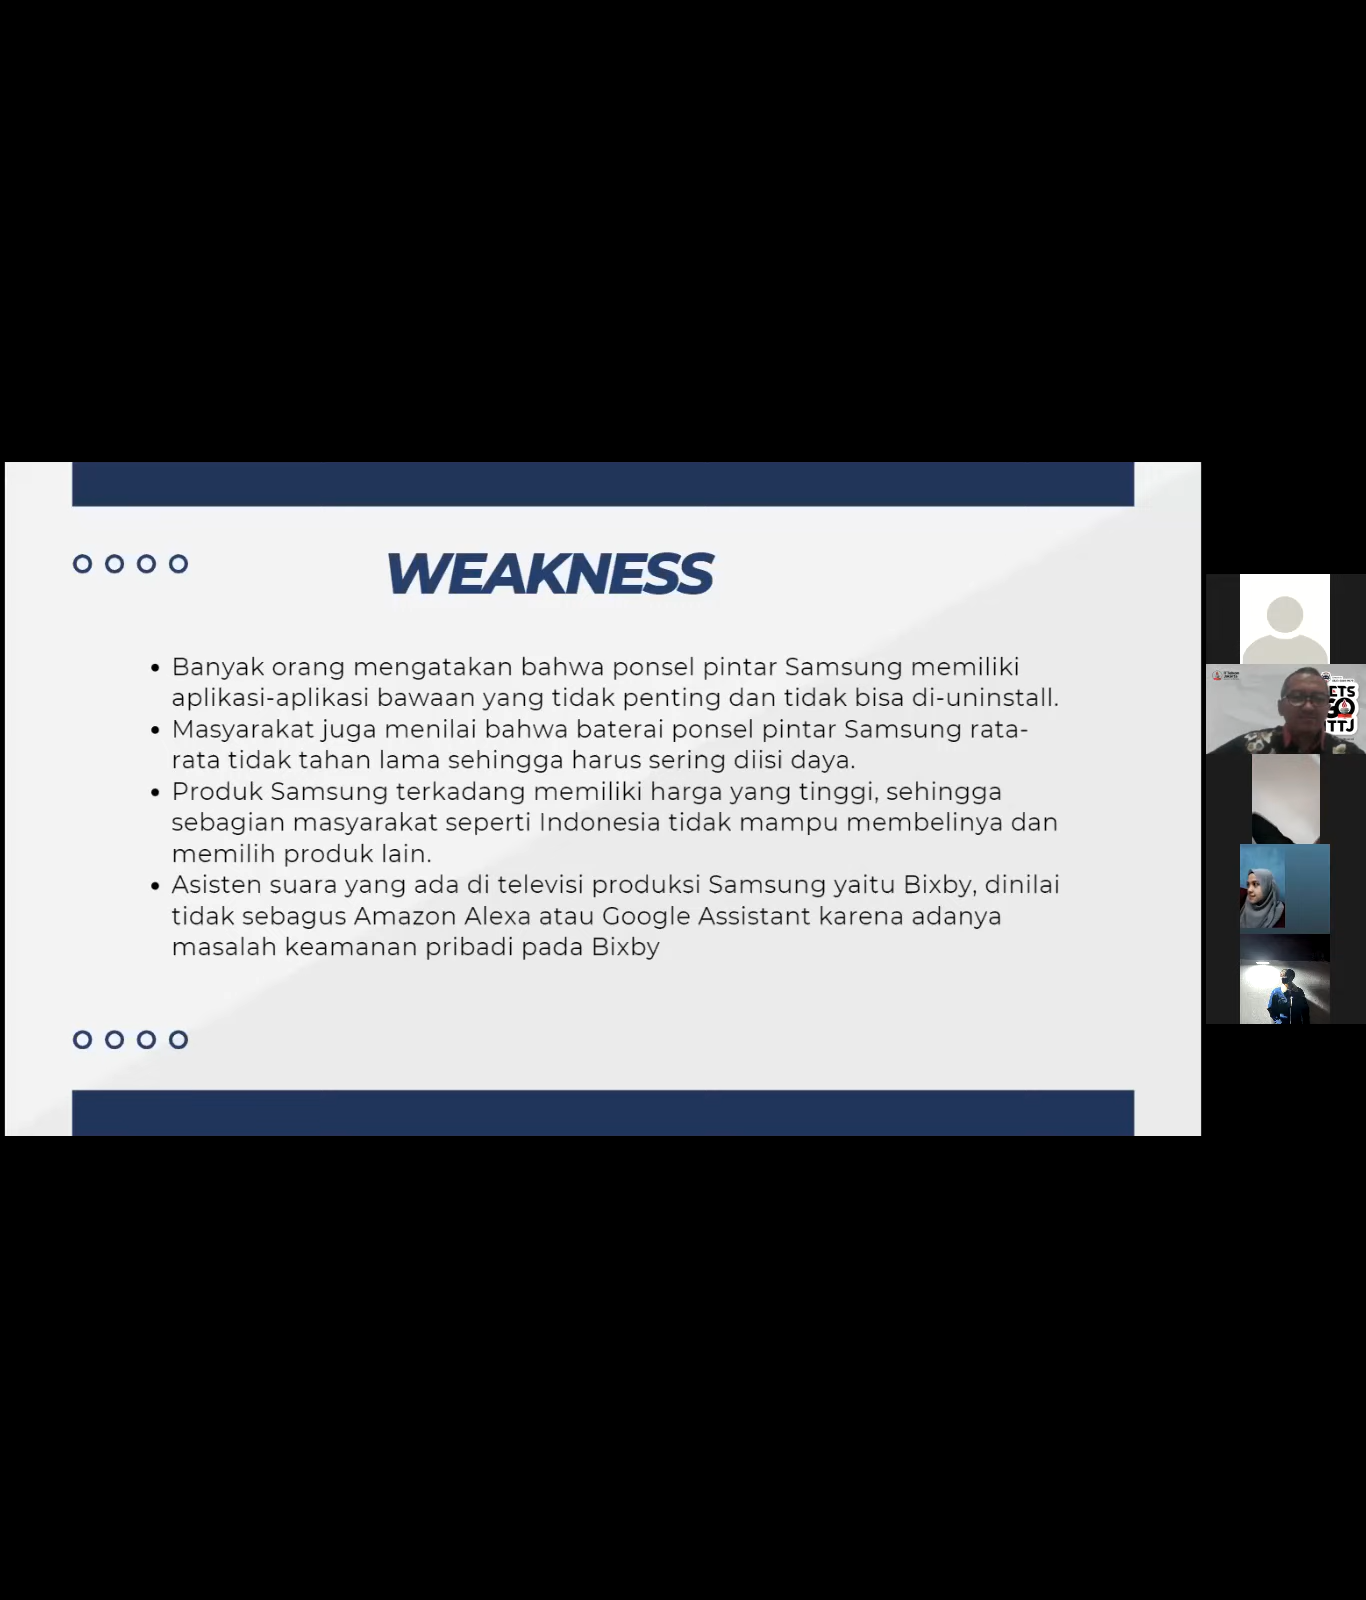 WEAKNESS
Banyak orang mengatakan bahwa ponsel pintar Samsung memiliki
aplikasi-aplikasi bawaan yang tidak penting dan tidak bisa di-uninstall.
Masyarakat juga menilai bahwa baterai ponsel pintar Samsung rata-
rata tidak tahan lama sehingga harus sering diisi daya.
Produk Samsung terkadang memiliki harga yang tinggi, sehingga
sebagian masyarakat seperti Indonesia tidak mampu membelinya dan
memilih produk lain.
Asisten suara yang ada di televisi produksi Samsung yaitu Bixby, dinilai
tidak sebagus Amazon Alexa atau Google Assistant karena adanya
masalah keamanan pribadi pada Bixby
ETS
TTJ